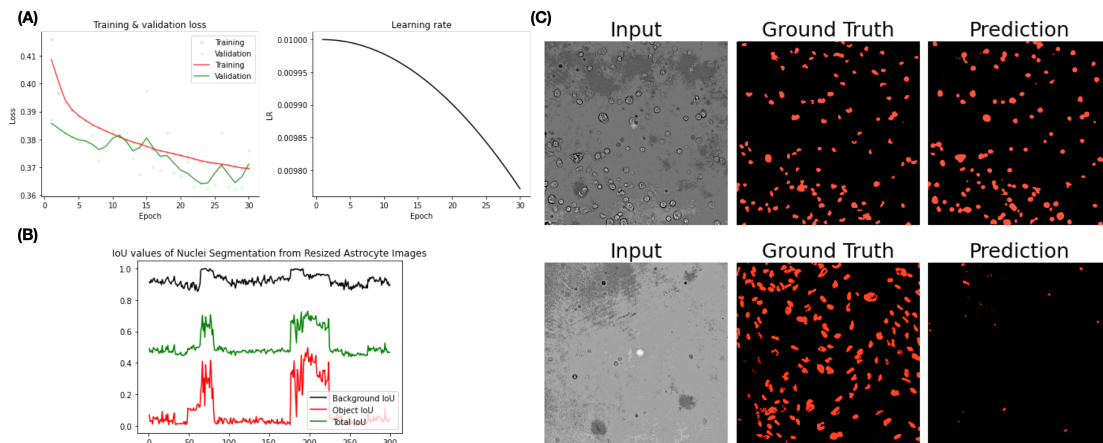 (A)
Training & validation loss
Training
Validation
Training
Validation
0.41
0.40
0.39
0.38
0.37
0.36
Loss
0 5 10 15 20 25 30
Epoch
Learning rate
0.01000
0.00995
0.00990
0.00985
0.00980
LR
0 5 10 15 20 25 30
Epoch
(B)
IoU values of Nuclei Segmentation from Resized Astrocyte Images
1.0
0.8
0.6
0.4
0.2
0.0
Background IoU
Object IoU
Total IoU
0 50 100 150 200 250 300
(C)
Input Ground Truth Prediction
Input Ground Truth Prediction